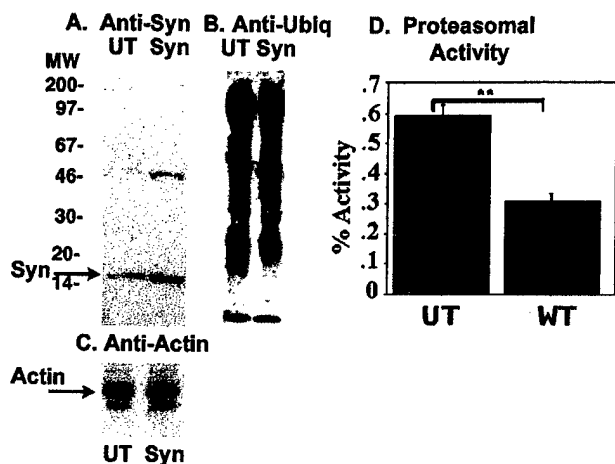 A. Anti-Syn
UT Syn
B. Anti-Ubiq
UT Syn
D. Proteasomal
Activity
MW
200-
97-
67-
46-
30-
20-
14-
Syn
C. Anti-Actin
Actin
UT Syn
% Activity
.7
.6
.5
.4
.3
.2
.1
0
**
UT WT